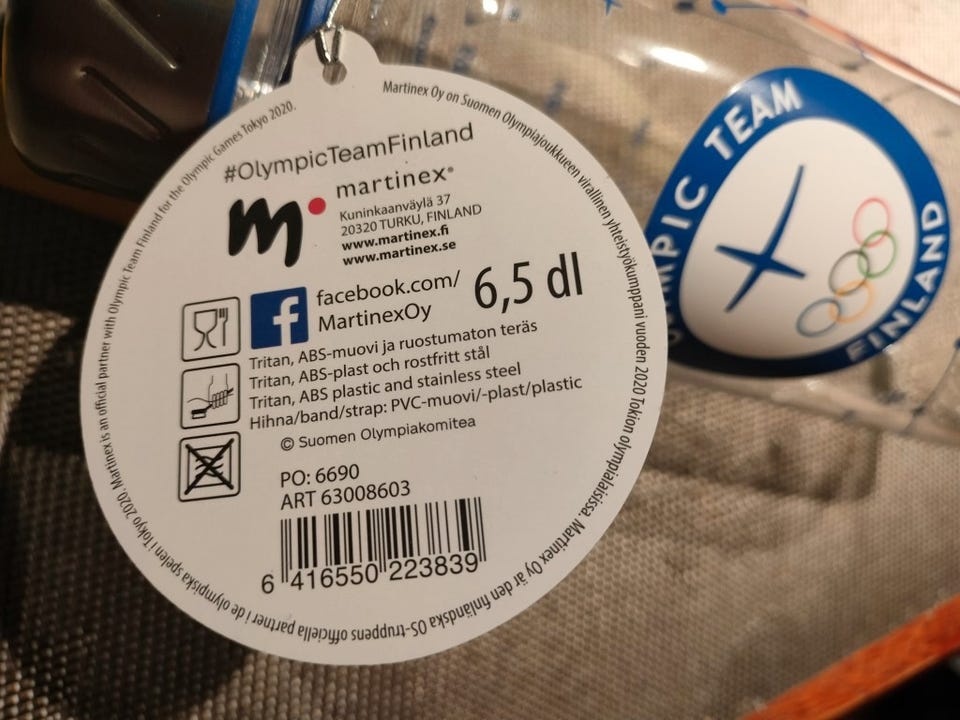 Martinex Oy on Suomen Olympiajoukkueen virallinen yhteistyökumppani vuoden 2020 Tokion olympialaisissa. Martinex Oy är den finländska OS-truppens officiella partner i de olympiska spelen i Tokyo 2020. Martinex is an official partner with Olympic Team Finland for the Olympic Games Tokyo 2020.
#OlympicTeamFinland
m
martinex®
Kuninkaanväylä 37
20320 TURKU, FINLAND
www.martinex.fi
www.martinex.se
f
facebook.com/
MartinexOy
6,5 dl
Tritan, ABS-muovi ja ruostumaton teräs
Tritan, ABS-plast och rostfritt stål
Tritan, ABS plastic and stainless steel
Hihna/band/strap: PVC-muovi/-plast/plastic
© Suomen Olympiakomitea
PO: 6690
ART 63008603
6 416550 223839
OLYMPIC TEAM
FINLAND